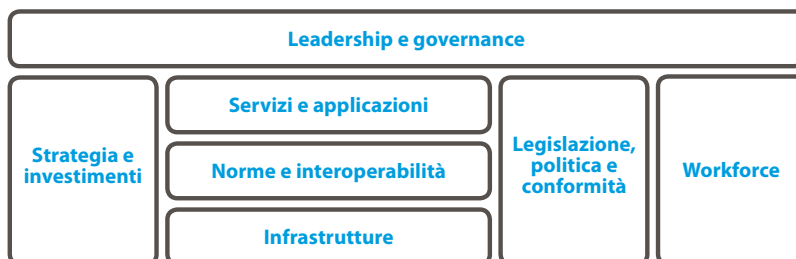 Leadership e governance
Strategia e
investimenti
Servizi e applicazioni
Norme e interoperabilità
Infrastrutture
Legislazione,
politica e
conformità
Workforce